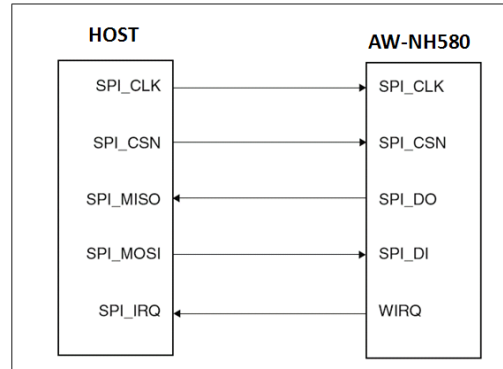 HOST
AW-NH580
SPI_CLK
SPI_CLK
SPI_CSN
SPI_CSN
SPI_MISO
SPI_DO
SPI_MOSI
SPI_DI
SPI_IRQ
WIRQ